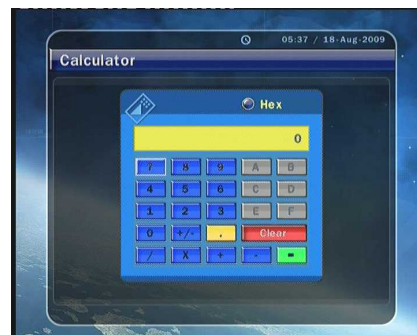 05:37 / 18-Aug-2009
Calculator
Hex
0
7 8 9 A B
4 5 6 C D
1 2 3 E F
0 +/- . Clear
/ X + - =